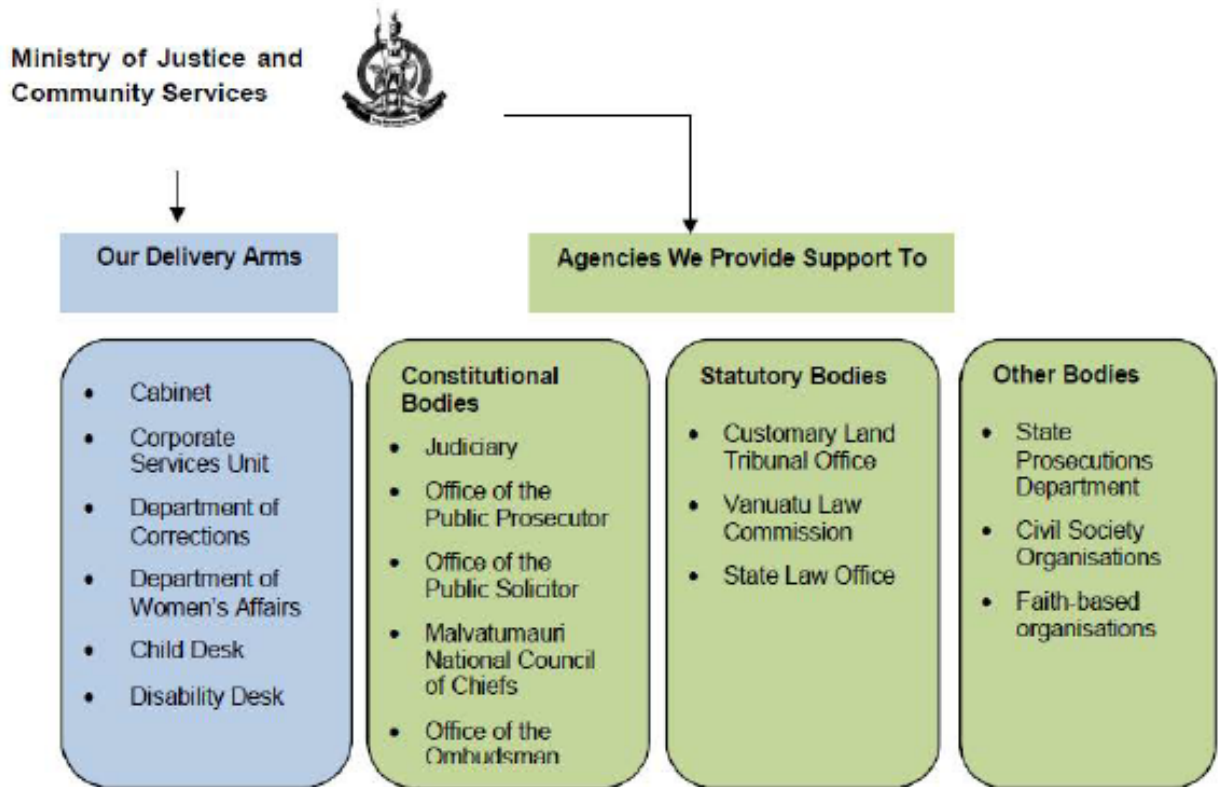 Ministry of Justice and
Community Services
Our Delivery Arms
Agencies We Provide Support To
• Cabinet
• Corporate
Services Unit
• Department of
Corrections
• Department of
Women's Affairs
• Child Desk
• Disability Desk
Constitutional
Bodies
• Judiciary
• Office of the
Public Prosecutor
• Office of the
Public Solicitor
• Malvatumauri
National Council
of Chiefs
• Office of the
Ombudsman
Statutory Bodies
• Customary Land
Tribunal Office
• Vanuatu Law
Commission
• State Law Office
Other Bodies
• State
Prosecutions
Department
• Civil Society
Organisations
• Faith-based
organisations